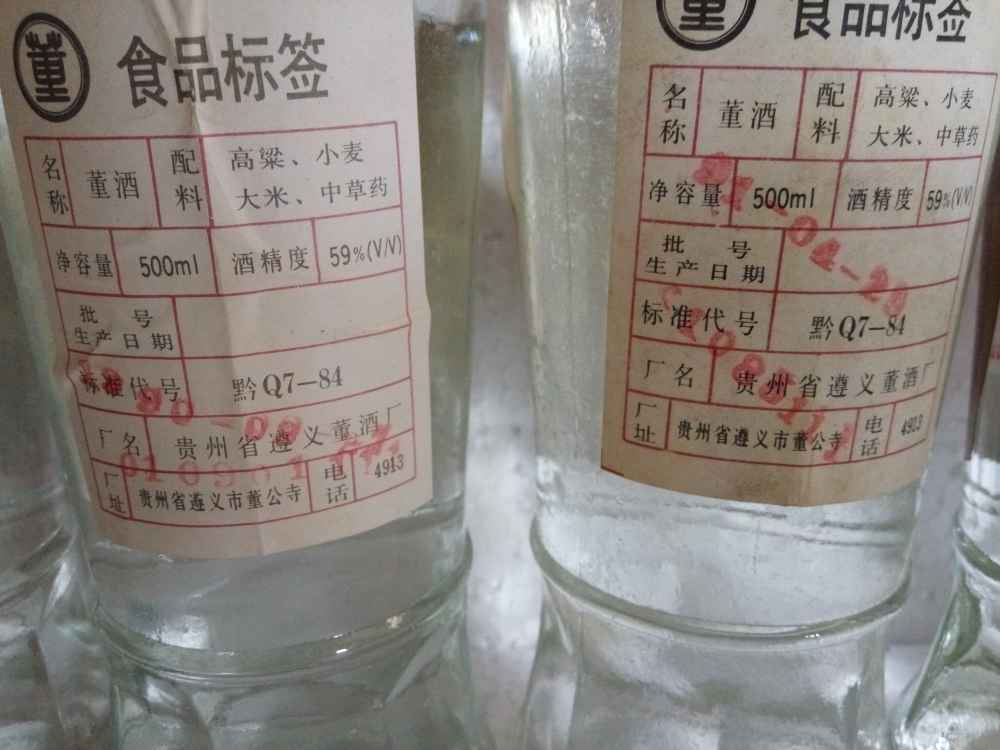 董
食品标签
名称 董酒 配料 高粱、小麦
大米、中草药
净容量 500ml 酒精度 59%(V/V)
批号
生产日期
标准代号 黔Q7-84
厂名 贵州省遵义董酒厂
厂址 贵州省遵义市董公寺 电话 4913
董
食品标签
名称 董酒 配料 高粱、小麦
大米、中草药
净容量 500ml 酒精度 59%(V/V)
批号
生产日期
标准代号 黔Q7-84
厂名 贵州省遵义董酒厂
厂址 贵州省遵义市董公寺 电话 4913